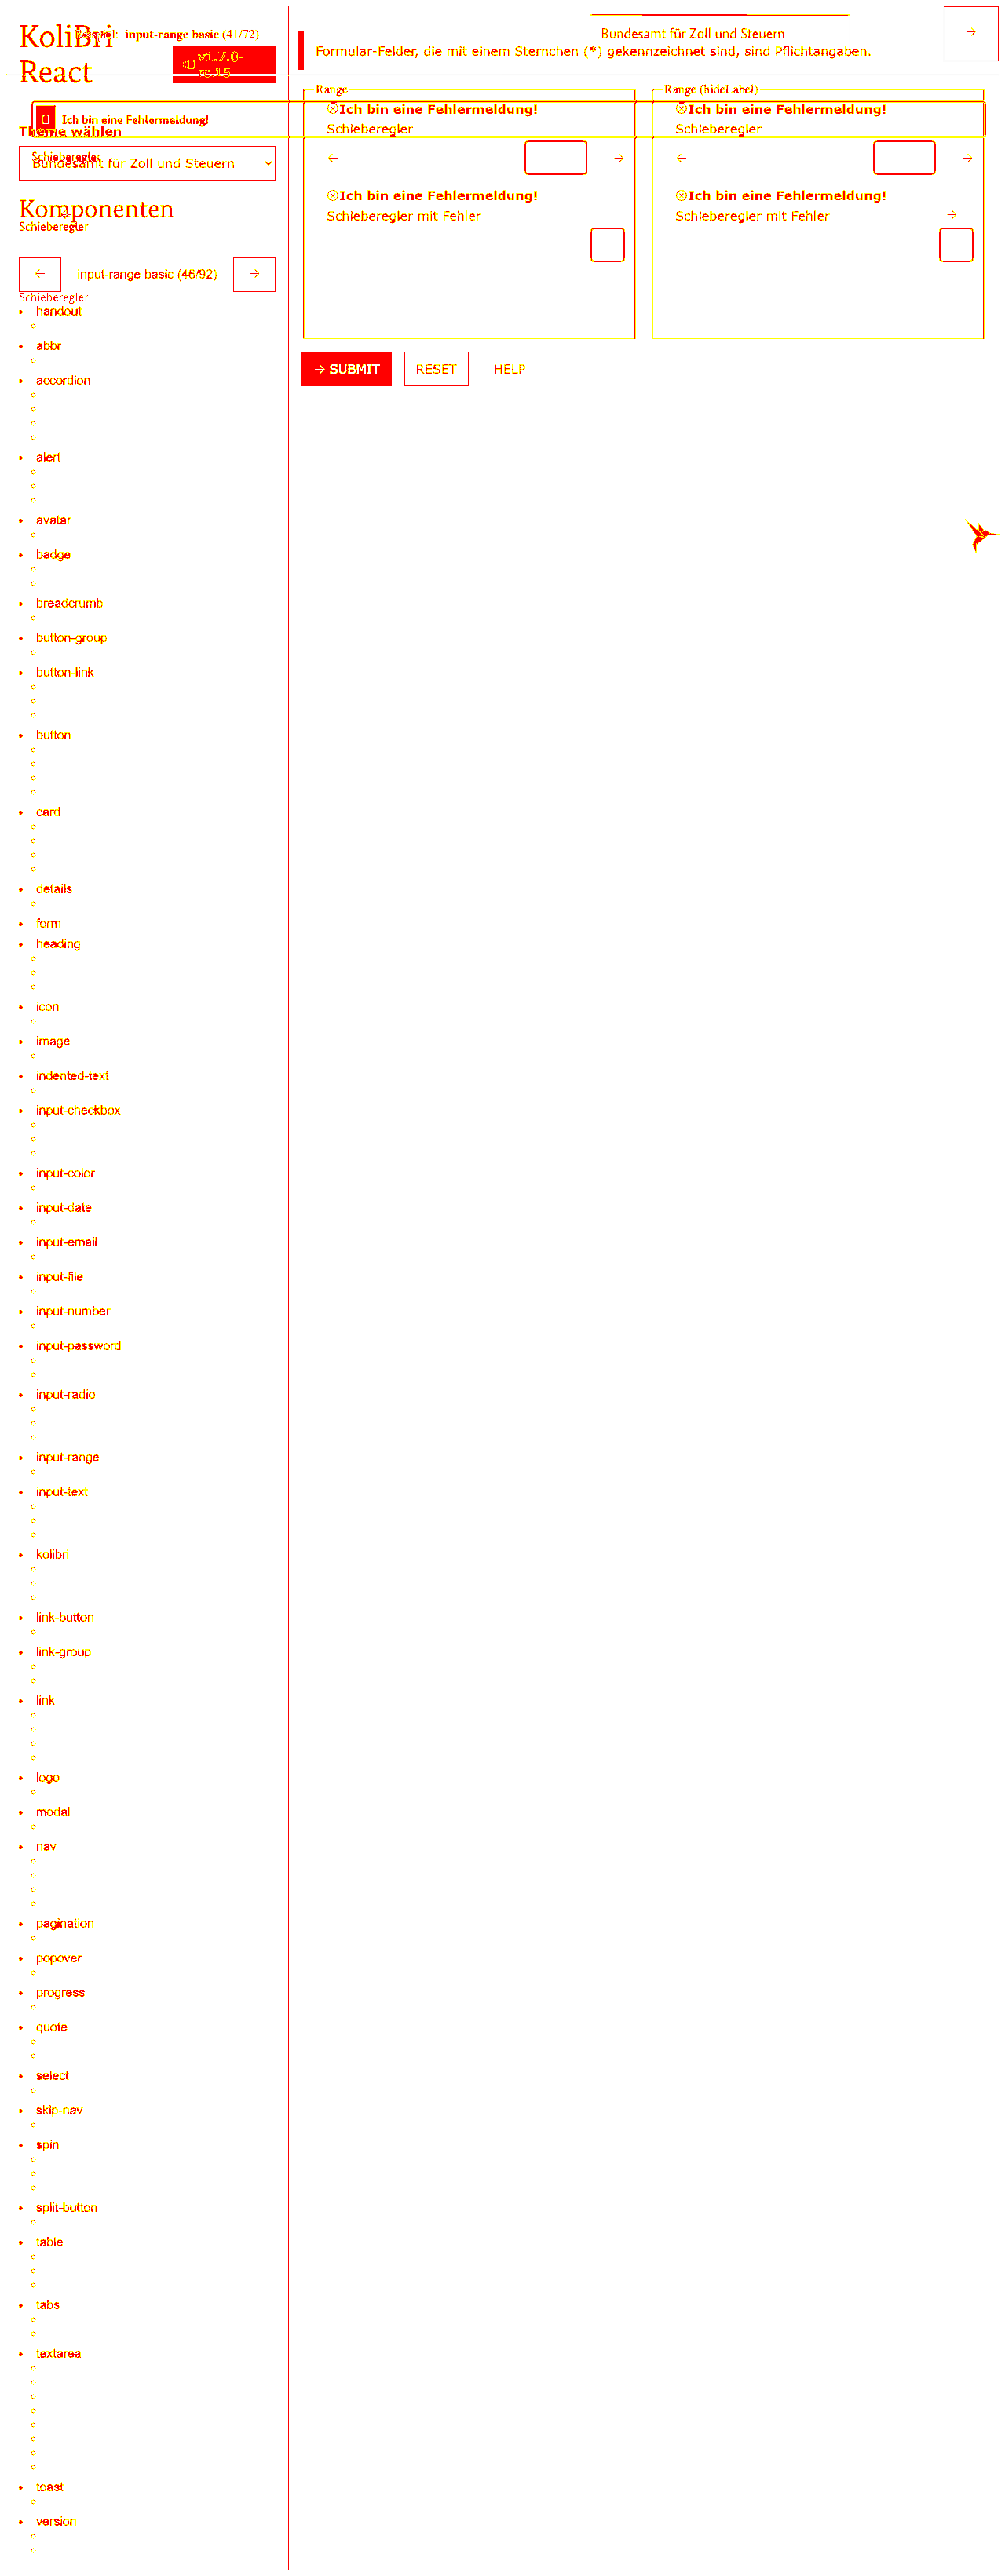 KoliBri
React
Beispiel: input-range basic (41/72)
v1.7.0-
rc.15
Ich bin eine Fehlermeldung!
Theme wählen
Schieberegler
Bundesamt für Zoll und Steuern
Komponenten
Schieberegler
← input-range basic (46/92) →
Schieberegler
handout
abbr
accordion
alert
avatar
badge
breadcrumb
button-group
button-link
button
card
details
form
heading
icon
image
indented-text
input-checkbox
input-color
input-date
input-email
input-file
input-number
input-password
input-radio
input-range
input-text
kolibri
link-button
link-group
link
logo
modal
nav
pagination
popover
progress
quote
select
skip-nav
spin
split-button
table
tabs
textarea
toast
version
Bundesamt für Zoll und Steuern →
Formular-Felder, die mit einem Sternchen (*) gekennzeichnet sind, sind Pflichtangaben.
Range
Ich bin eine Fehlermeldung!
Schieberegler
← →
Ich bin eine Fehlermeldung!
Schieberegler mit Fehler
Range (hideLabel)
Ich bin eine Fehlermeldung!
Schieberegler
← →
Ich bin eine Fehlermeldung!
Schieberegler mit Fehler →
→ SUBMIT RESET HELP